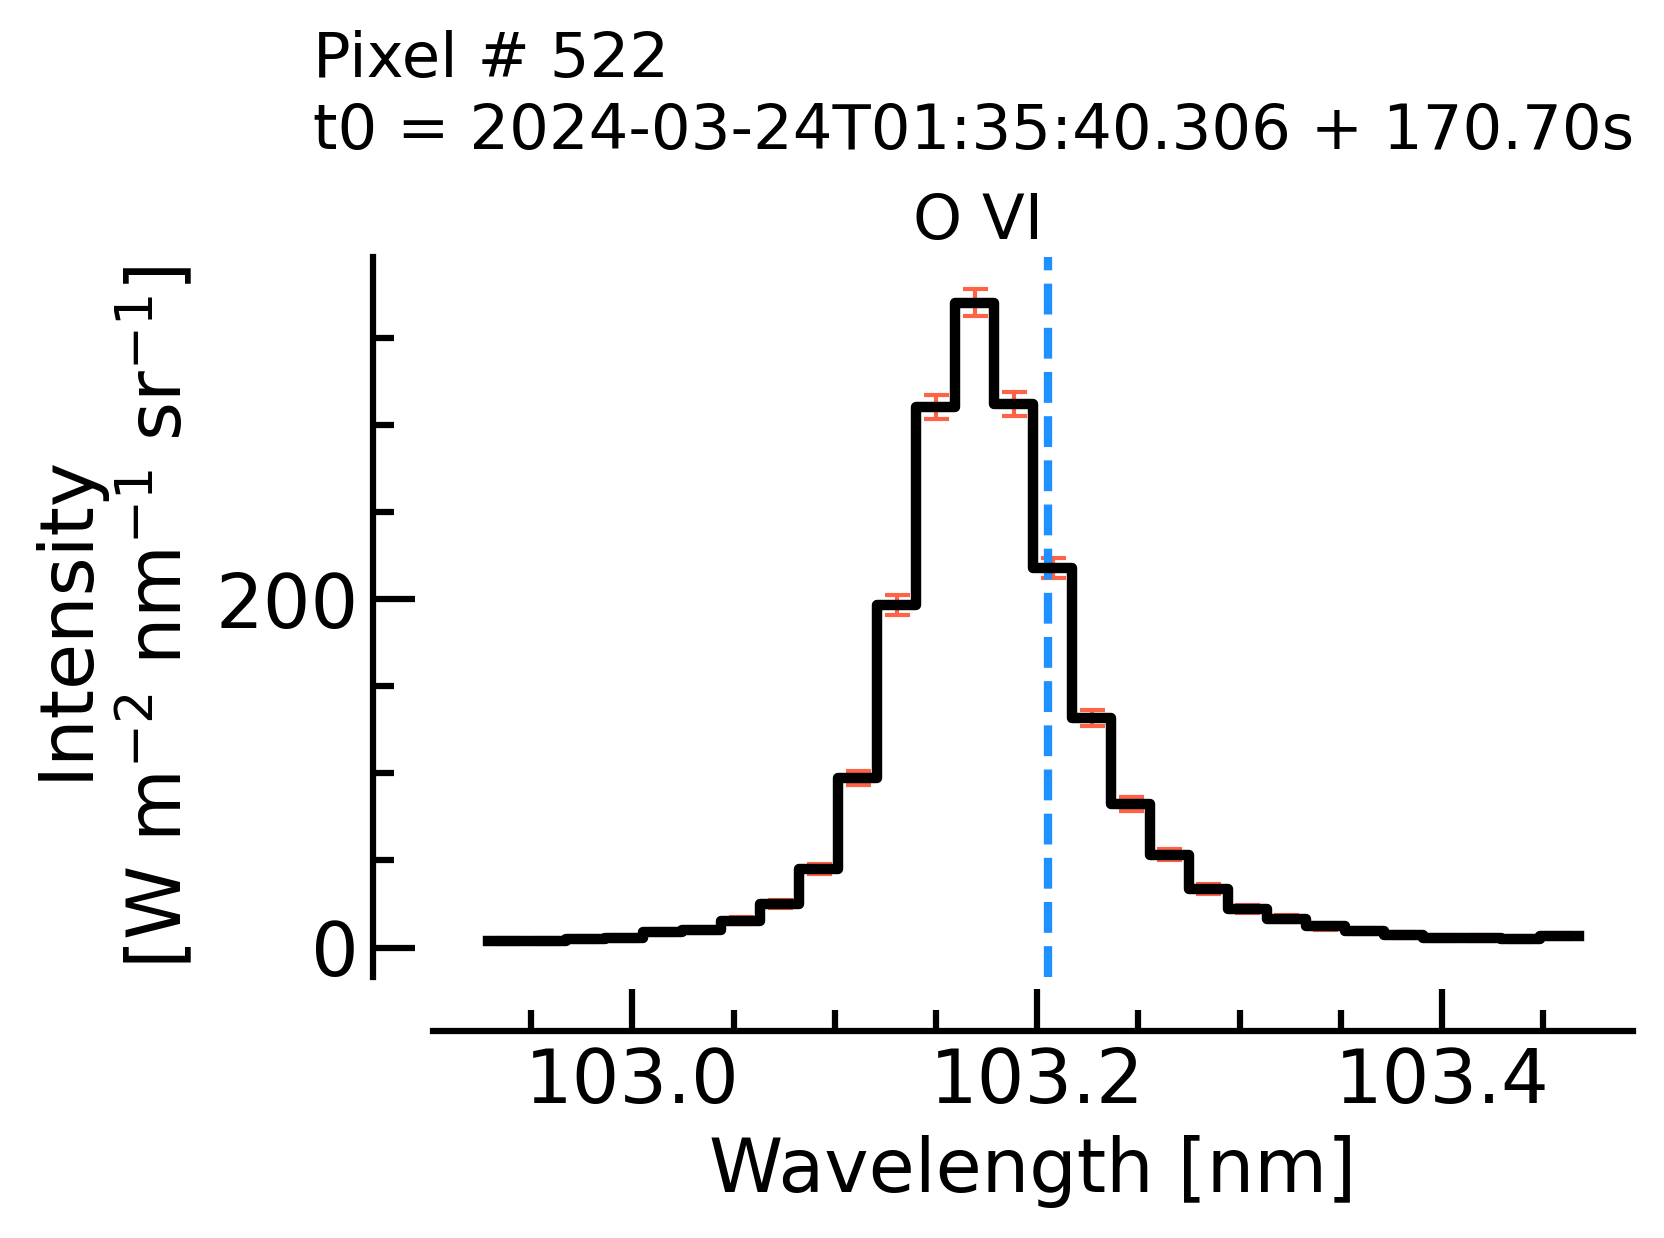 Pixel # 522
t0 = 2024-03-24T01:35:40.306 + 170.70s
O VI
Intensity
[W m⁻² nm⁻¹ sr⁻¹]
200
0
103.0 103.2 103.4
Wavelength [nm]